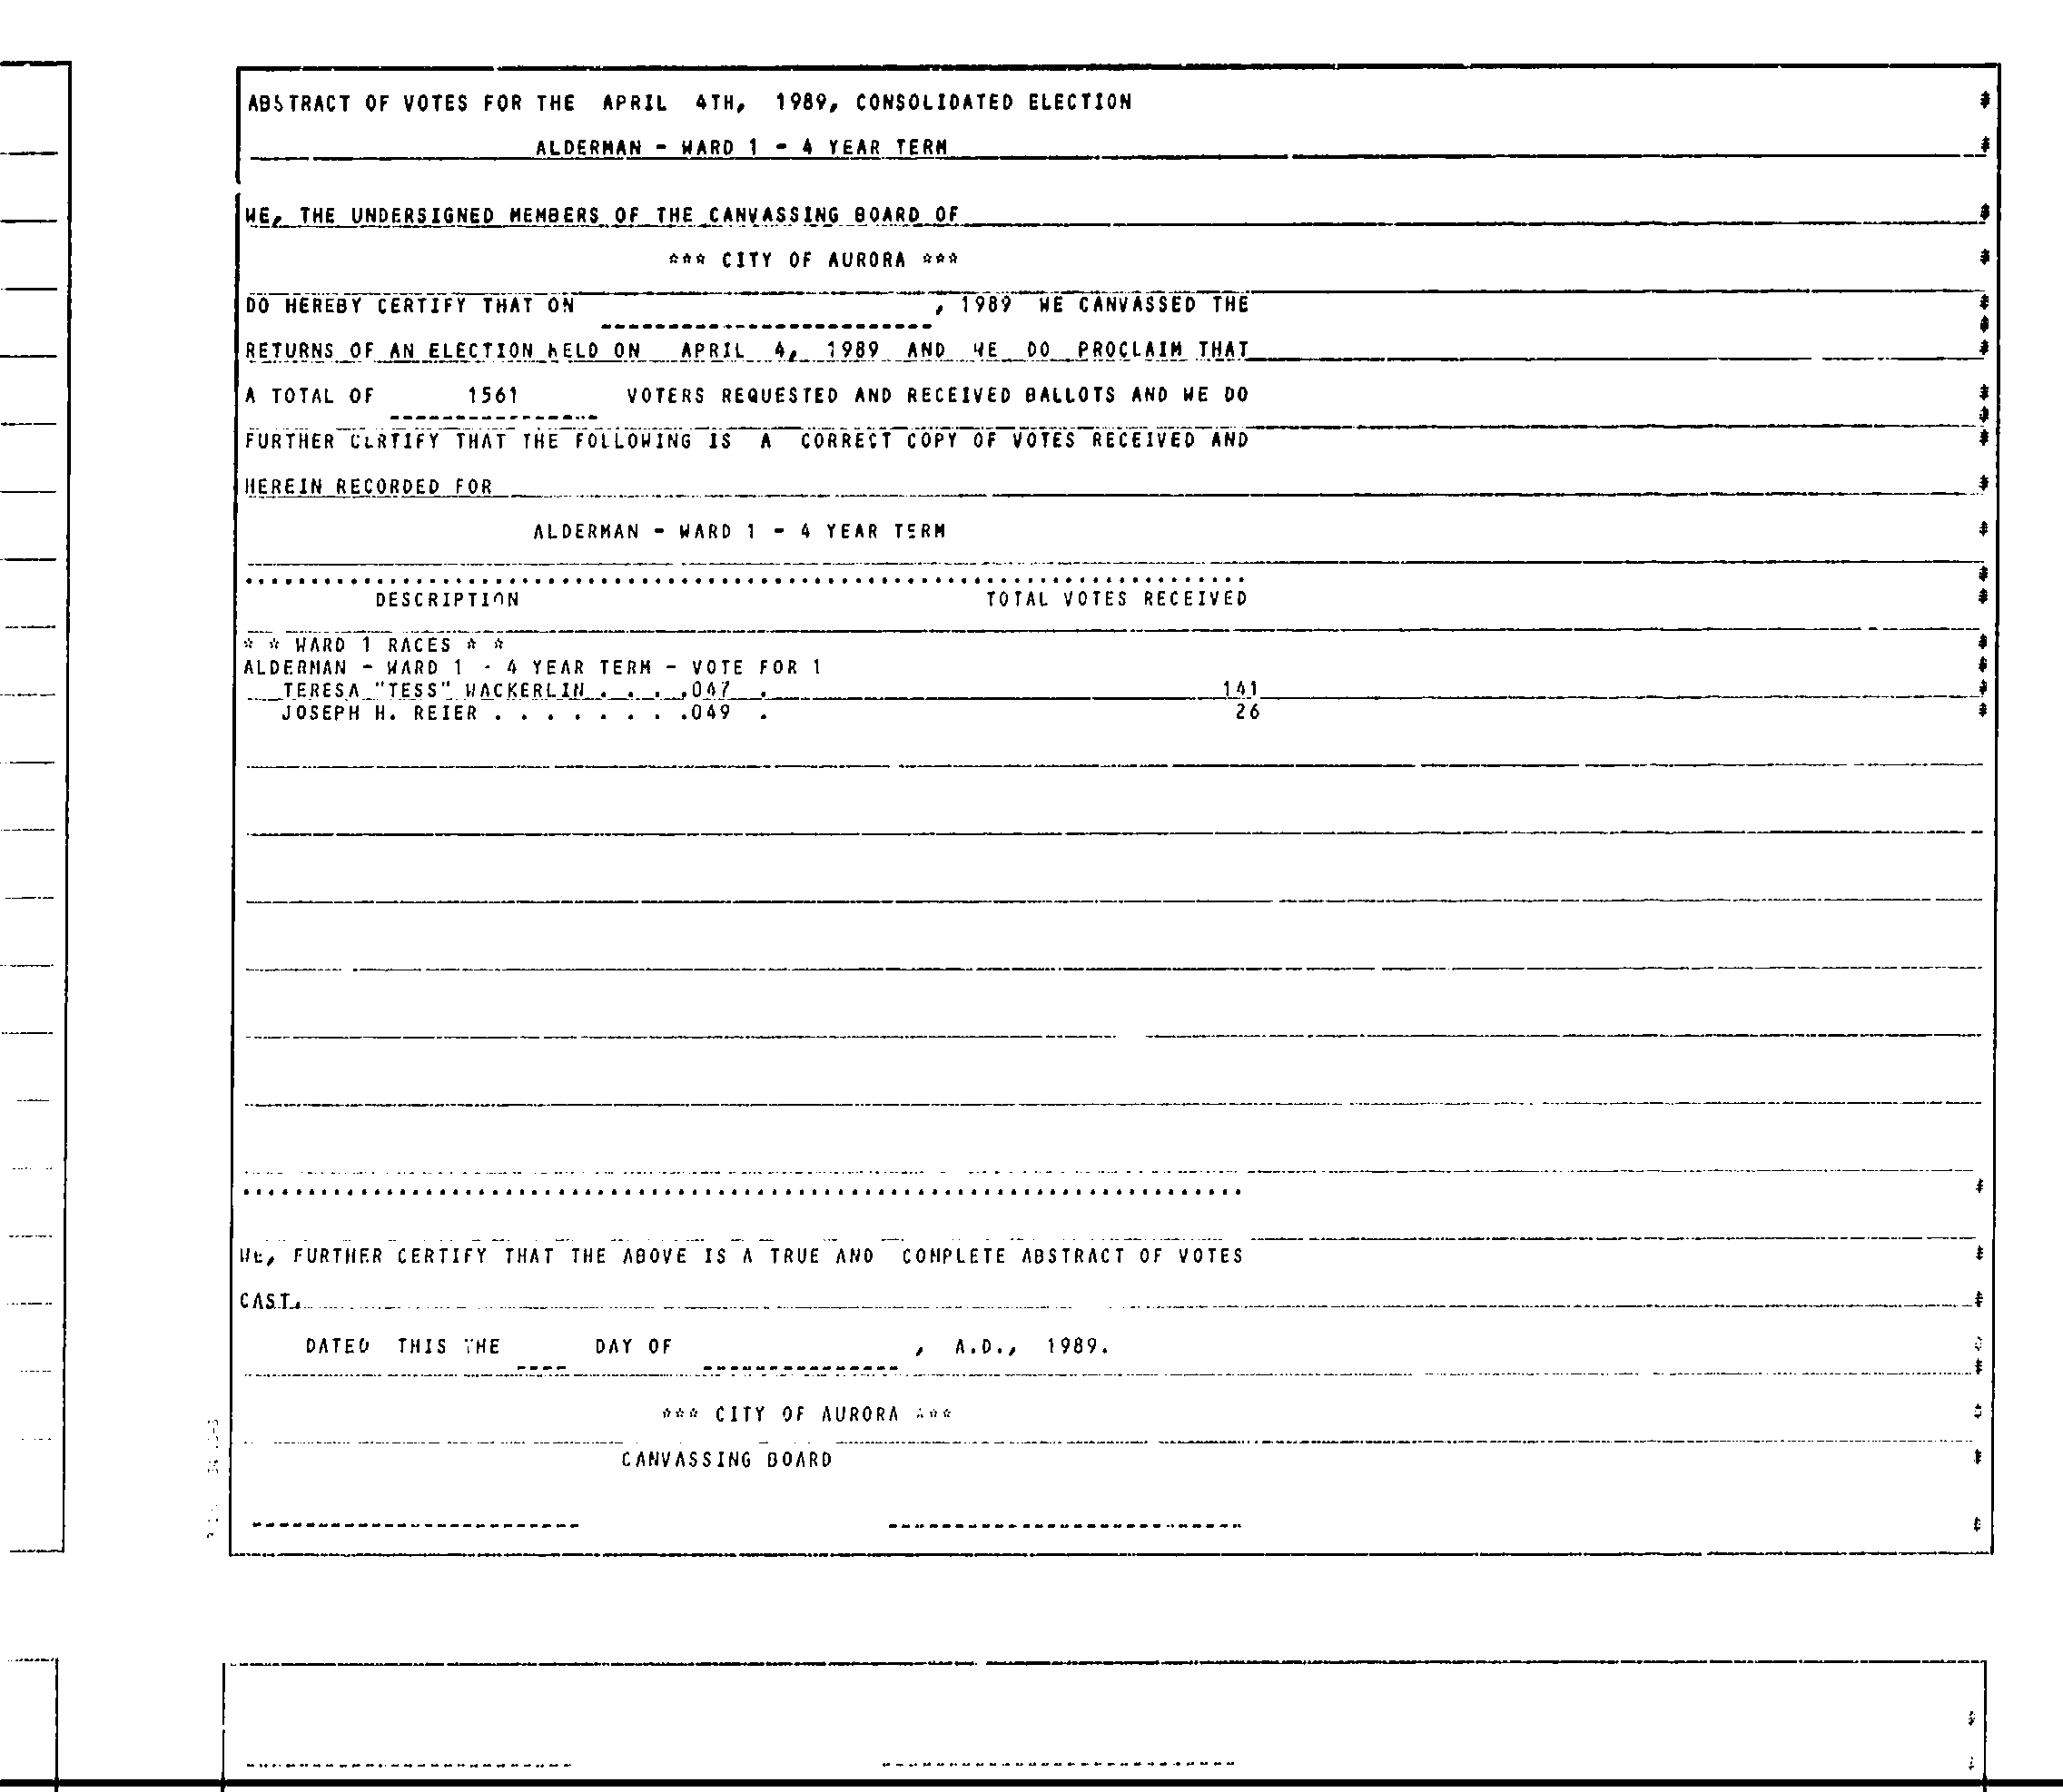 ABSTRACT OF VOTES FOR THE APRIL 4TH, 1989, CONSOLIDATED ELECTION #
ALDERMAN - WARD 1 - 4 YEAR TERM #
WE, THE UNDERSIGNED MEMBERS OF THE CANVASSING BOARD OF #
*** CITY OF AURORA *** #
DO HEREBY CERTIFY THAT ON , 1989 WE CANVASSED THE #
#
RETURNS OF AN ELECTION HELD ON APRIL 4, 1989 AND WE DO PROCLAIM THAT #
A TOTAL OF 1561 VOTERS REQUESTED AND RECEIVED BALLOTS AND WE DO #
#
FURTHER CERTIFY THAT THE FOLLOWING IS A CORRECT COPY OF VOTES RECEIVED AND #
HEREIN RECORDED FOR #
ALDERMAN - WARD 1 - 4 YEAR TERM #
#
DESCRIPTION TOTAL VOTES RECEIVED #
* * WARD 1 RACES * * #
ALDERMAN - WARD 1 - 4 YEAR TERM - VOTE FOR 1 #
TERESA "TESS" WACKERLIN . . . .047 . 141 #
JOSEPH H. REIER . . . . . . . .049 . 26 #
#
WE, FURTHER CERTIFY THAT THE ABOVE IS A TRUE AND COMPLETE ABSTRACT OF VOTES #
CAST. #
DATED THIS THE DAY OF , A.D., 1989. #
#
*** CITY OF AURORA *** #
CANVASSING BOARD #
#
#